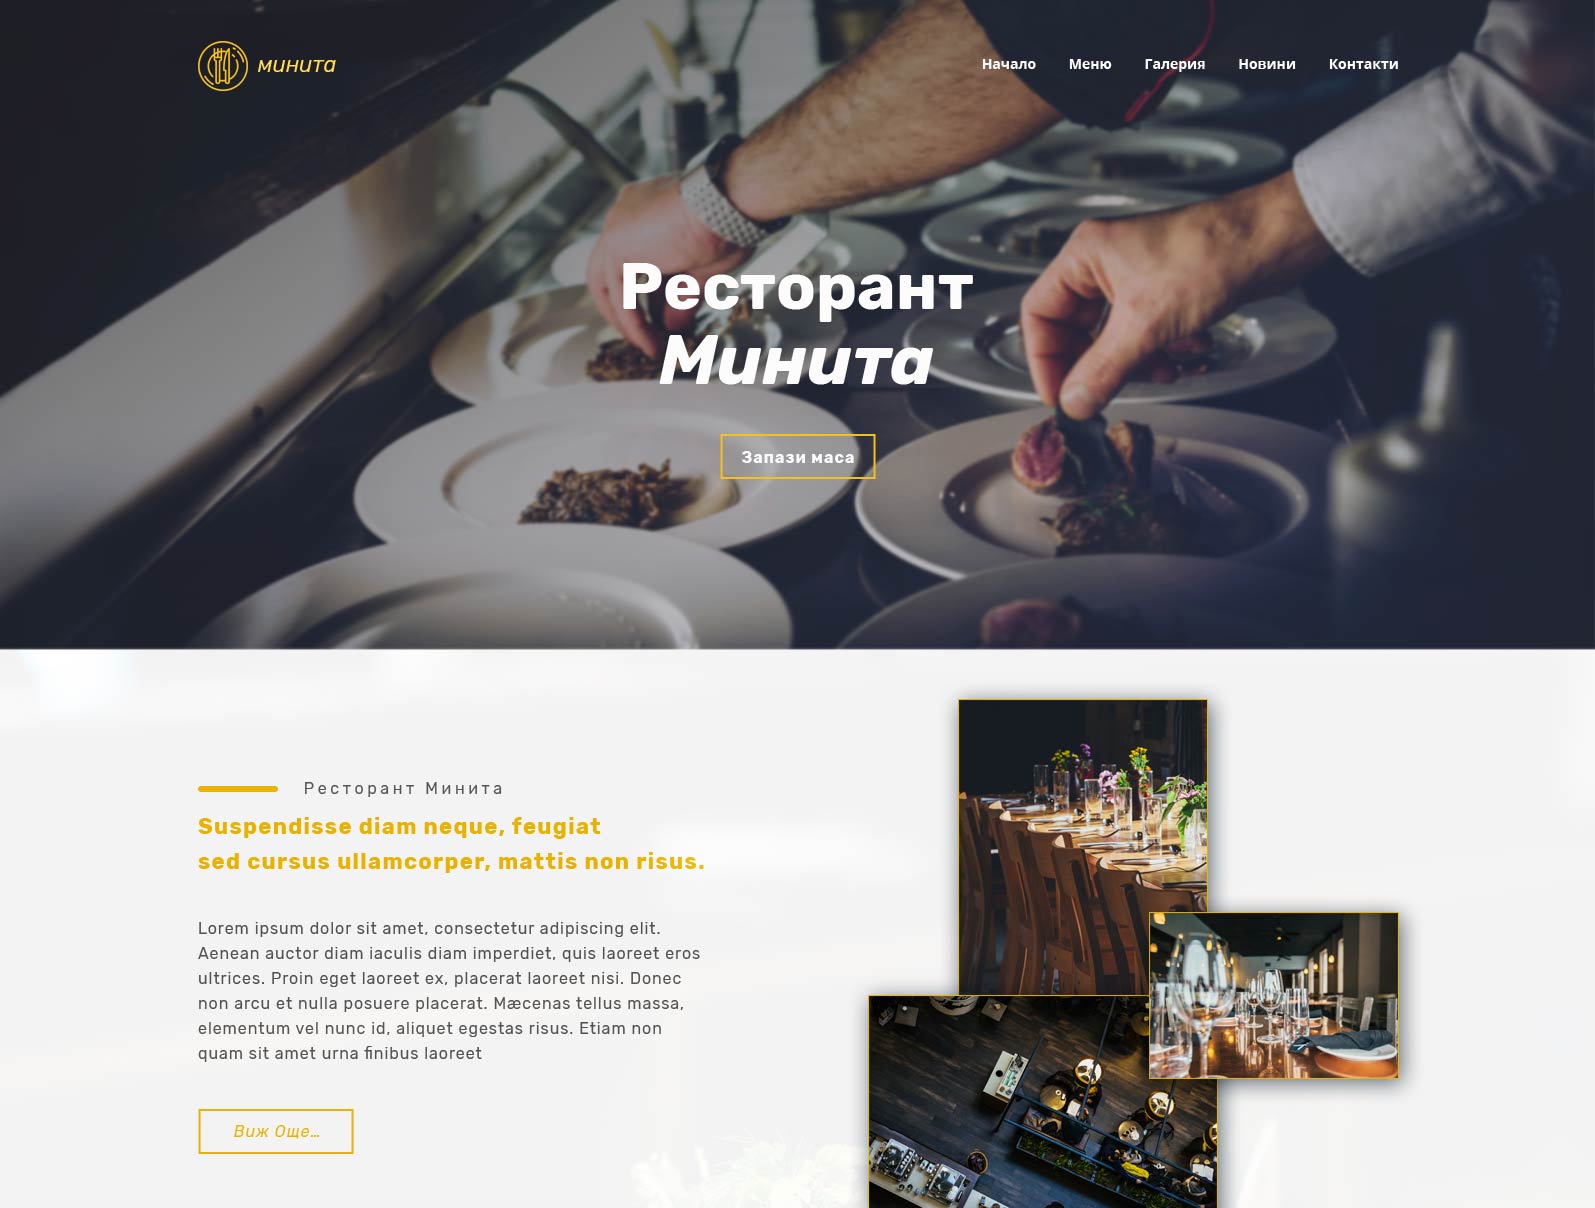 минита
Начало Меню Галерия Новини Контакти
Ресторант
Минита
Запази маса
Ресторант Минита
Suspendisse diam neque, feugiat
sed cursus ullamcorper, mattis non risus.
Lorem ipsum dolor sit amet, consectetur adipiscing elit.
Aenean auctor diam iaculis diam imperdiet, quis laoreet eros
ultrices. Proin eget laoreet ex, placerat laoreet nisi. Donec
non arcu et nulla posuere placerat. Mæcenas tellus massa,
elementum vel nunc id, aliquet egestas risus. Etiam non
quam sit amet urna finibus laoreet
Виж Още…